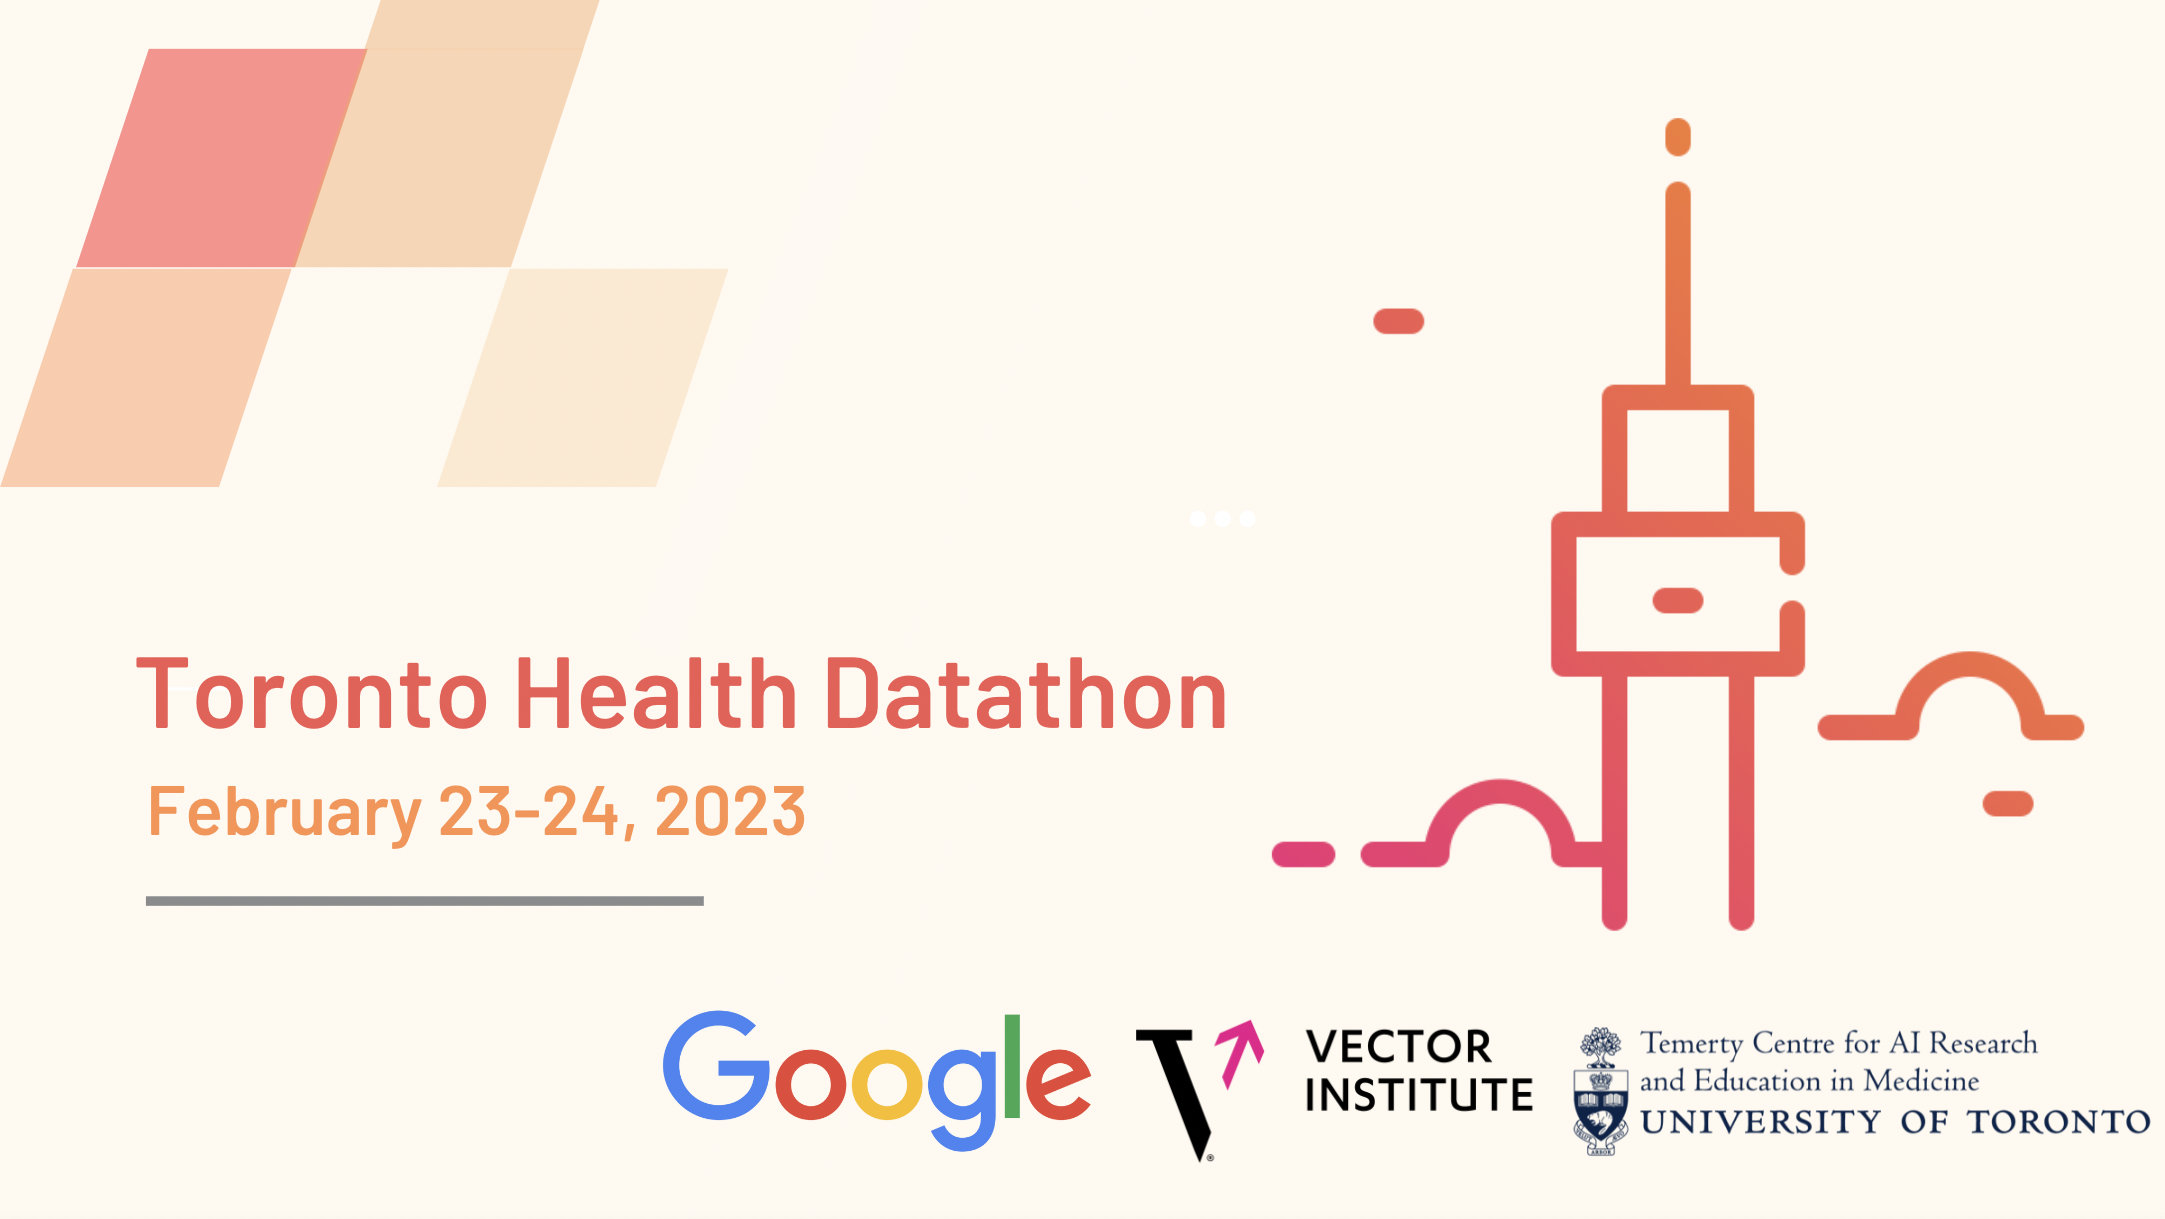 Toronto Health Datathon
February 23-24, 2023
Google
VECTOR
INSTITUTE
Temerty Centre for AI Research
and Education in Medicine
UNIVERSITY OF TORONTO
ARBOR